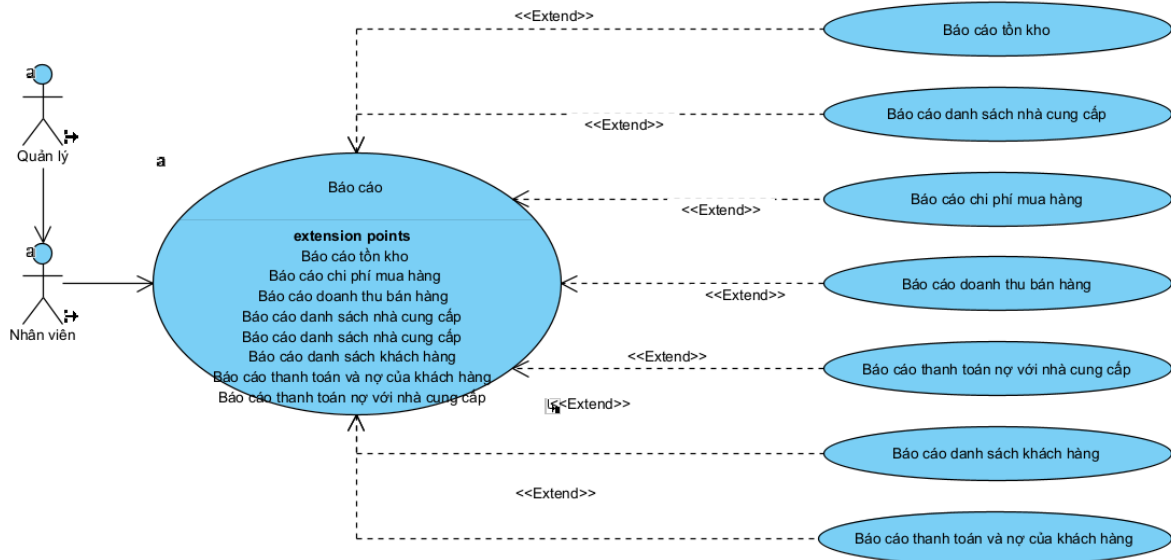 <<Extend>>
Báo cáo tồn kho
a
Quản lý
<<Extend>>
Báo cáo danh sách nhà cung cấp
a
Báo cáo
<<Extend>>
Báo cáo chi phí mua hàng
a
Nhân viên
extension points
Báo cáo tồn kho
Báo cáo chi phí mua hàng
Báo cáo doanh thu bán hàng
Báo cáo danh sách nhà cung cấp
Báo cáo danh sách nhà cung cấp
Báo cáo danh sách khách hàng
Báo cáo thanh toán và nợ của khách hàng
Báo cáo thanh toán nợ với nhà cung cấp
<<Extend>>
Báo cáo doanh thu bán hàng
<<Extend>>
Báo cáo thanh toán nợ với nhà cung cấp
<<Extend>>
Báo cáo danh sách khách hàng
<<Extend>>
Báo cáo thanh toán và nợ của khách hàng